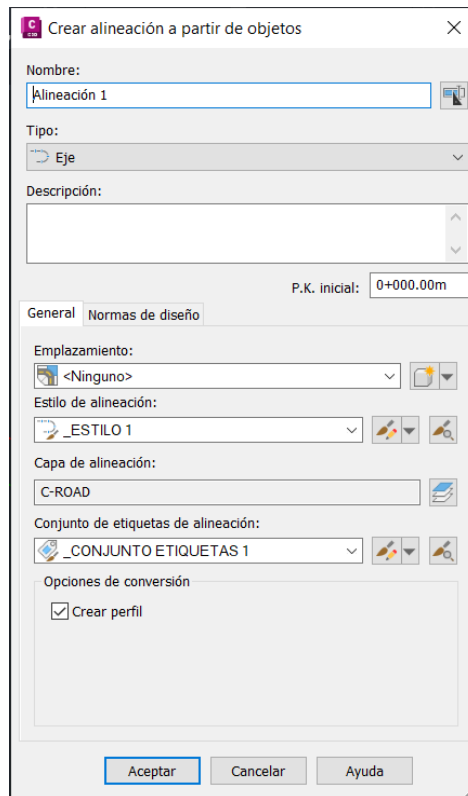 C
C3D
Crear alineación a partir de objetos
Nombre:
Alineación 1
Tipo:
Eje
Descripción:
P.K. inicial: 0+000.00m
General Normas de diseño
Emplazamiento:
<Ninguno>
Estilo de alineación:
_ESTILO 1
Capa de alineación:
C-ROAD
Conjunto de etiquetas de alineación:
_CONJUNTO ETIQUETAS 1
Opciones de conversión
Crear perfil
Aceptar Cancelar Ayuda